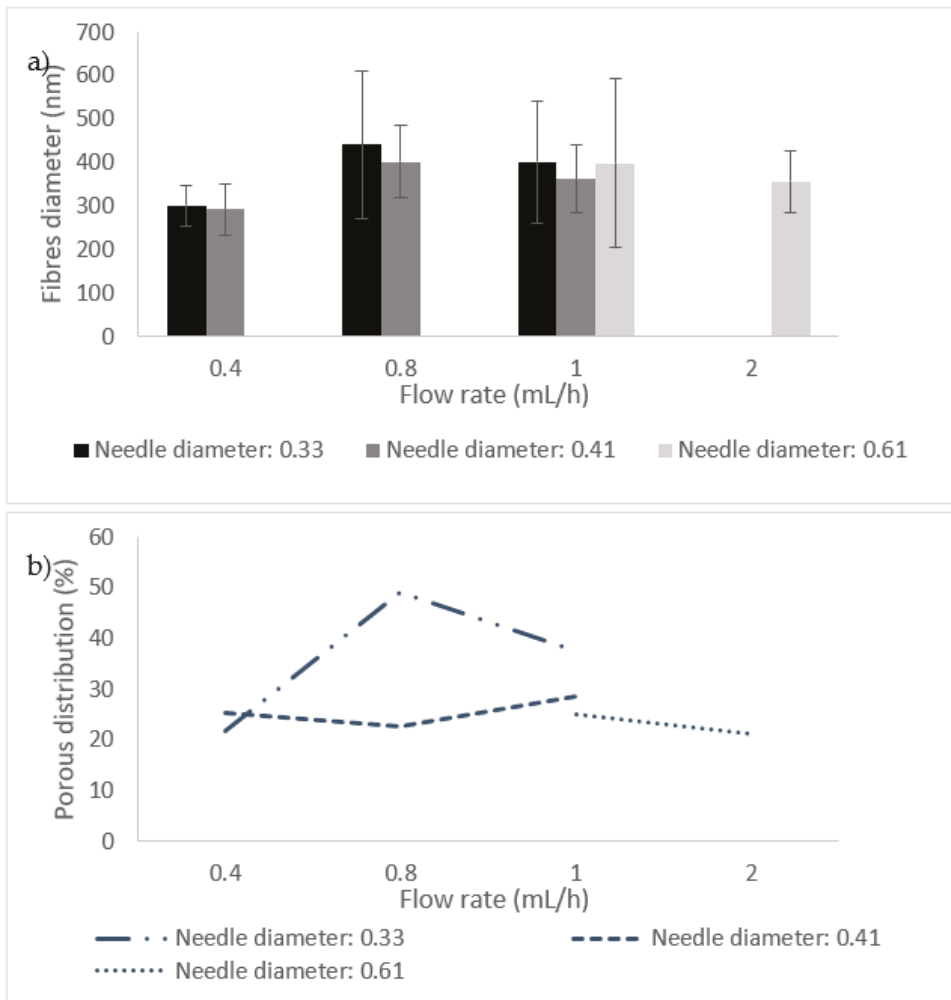 a)
Fibres diameter (nm)
700
600
500
400
300
200
100
0
0.4 0.8 1 2
Flow rate (mL/h)
Needle diameter: 0.33 Needle diameter: 0.41 Needle diameter: 0.61
b)
Porous distribution (%)
60
50
40
30
20
10
0
0.4 0.8 1 2
Flow rate (mL/h)
Needle diameter: 0.33 Needle diameter: 0.41
Needle diameter: 0.61